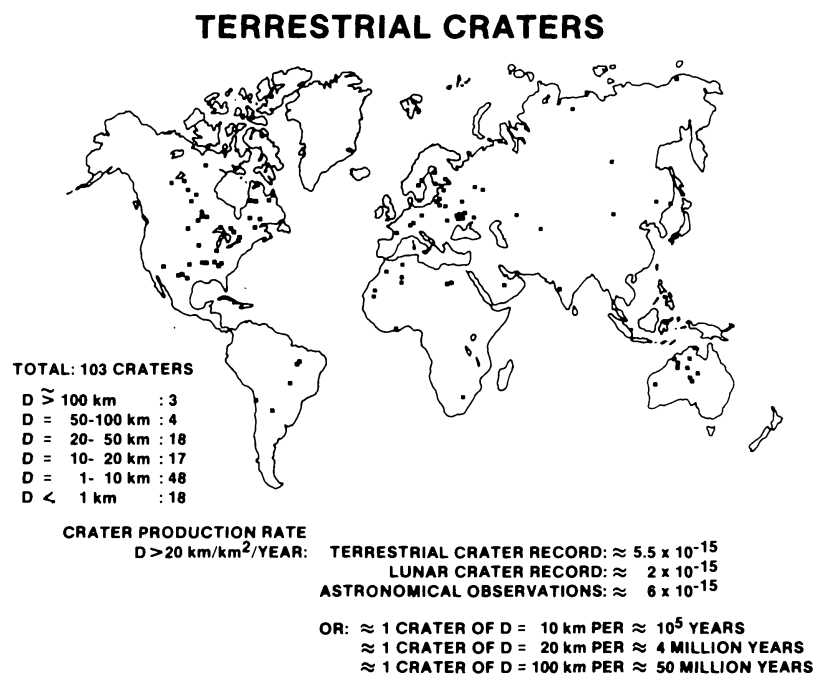 TERRESTRIAL CRATERS
TOTAL: 103 CRATERS
D ≳ 100 km : 3
D = 50-100 km : 4
D = 20- 50 km : 18
D = 10- 20 km : 17
D = 1- 10 km : 48
D < 1 km : 18
CRATER PRODUCTION RATE
D > 20 km/km²/YEAR: TERRESTRIAL CRATER RECORD: ≈ 5.5 x 10⁻¹⁵
LUNAR CRATER RECORD: ≈ 2 x 10⁻¹⁵
ASTRONOMICAL OBSERVATIONS: ≈ 6 x 10⁻¹⁵
OR: ≈ 1 CRATER OF D = 10 km PER ≈ 10⁵ YEARS
≈ 1 CRATER OF D = 20 km PER ≈ 4 MILLION YEARS
≈ 1 CRATER OF D = 100 km PER ≈ 50 MILLION YEARS